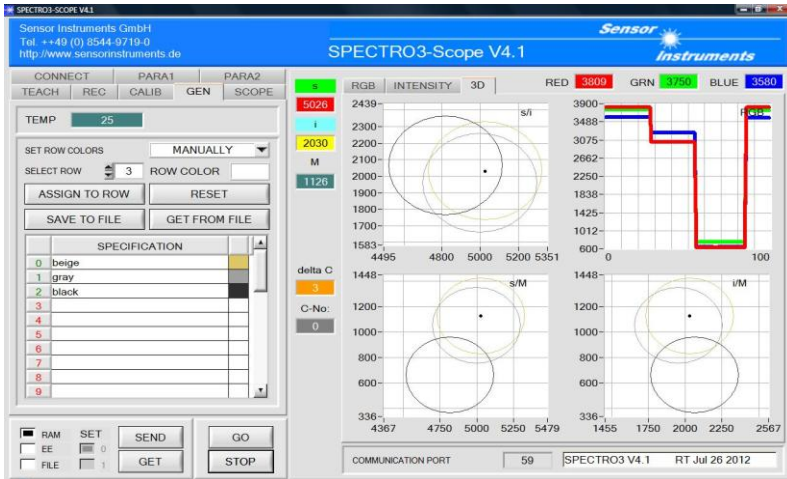 SPECTRO3-SCOPE V4.1
Sensor Instruments GmbH
Tel. ++49 (0) 8544-9719-0
http://www.sensorinstruments.de
SPECTRO3-Scope V4.1
Sensor
Instruments
CONNECT PARA1 PARA2
TEACH REC CALIB GEN SCOPE
TEMP 25
SET ROW COLORS MANUALLY
SELECT ROW 3 ROW COLOR
ASSIGN TO ROW RESET
SAVE TO FILE GET FROM FILE
SPECIFICATION
0 beige
1 gray
2 black
3
4
5
6
7
8
9
RAM SET SEND GO
EE 0
FILE 1 GET STOP
s
5026
i
2030
M
1126
delta C
3
C-No:
0
RGB INTENSITY 3D RED 3809 GRN 3750 BLUE 3580
s/i
2439-
2300-
2200-
2100-
2000-
1900-
1800-
1700-
1583-
4495 4800 5000 5200 5351
RGB
3900-
3488-
3075-
2662-
2250-
1838-
1425-
1012-
600-
0 100
s/M
1448-
1200-
1000-
800-
600-
336-
4367 4750 5000 5250 5479
i/M
1448-
1200-
1000-
800-
600-
336-
1455 1750 2000 2250 2567
COMMUNICATION PORT 59 SPECTRO3 V4.1 RT Jul 26 2012